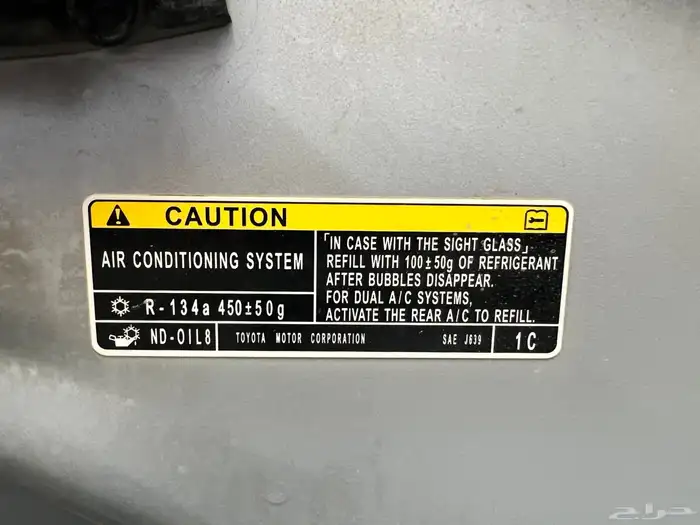 CAUTION
AIR CONDITIONING SYSTEM
R-134a 450±50g
「IN CASE WITH THE SIGHT GLASS」
REFILL WITH 100±50g OF REFRIGERANT
AFTER BUBBLES DISAPPEAR.
FOR DUAL A/C SYSTEMS,
ACTIVATE THE REAR A/C TO REFILL.
ND-OIL8
TOYOTA MOTOR CORPORATION
SAE J639
1C
حراج